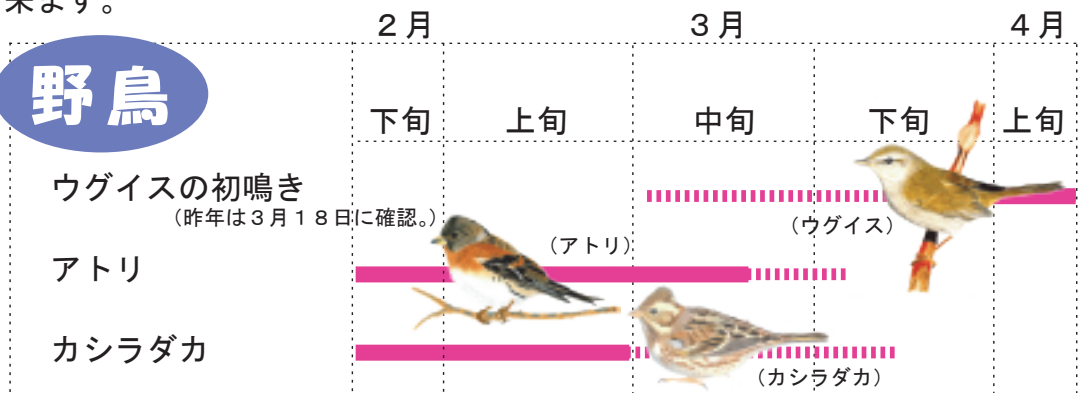 来ます。
2月 3月 4月
野鳥
下旬 上旬 中旬 下旬 上旬
ウグイスの初鳴き
(昨年は3月18日に確認。)
(ウグイス)
(アトリ)
アトリ
カシラダカ
(カシラダカ)